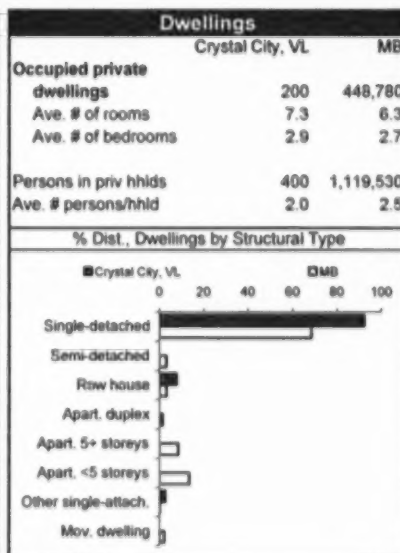 Dwellings
Crystal City, VL MB
Occupied private
dwellings 200 448,780
Ave. # of rooms 7.3 6.3
Ave. # of bedrooms 2.9 2.7
Persons in priv hhlds 400 1,119,530
Ave. # persons/hhld 2.0 2.5
% Dist., Dwellings by Structural Type
Crystal City, VL MB
0 20 40 60 80 100
Single-detached
Semi-detached
Row house
Apart. duplex
Apart. 5+ storeys
Apart. <5 storeys
Other single-attach.
Mov. dwelling